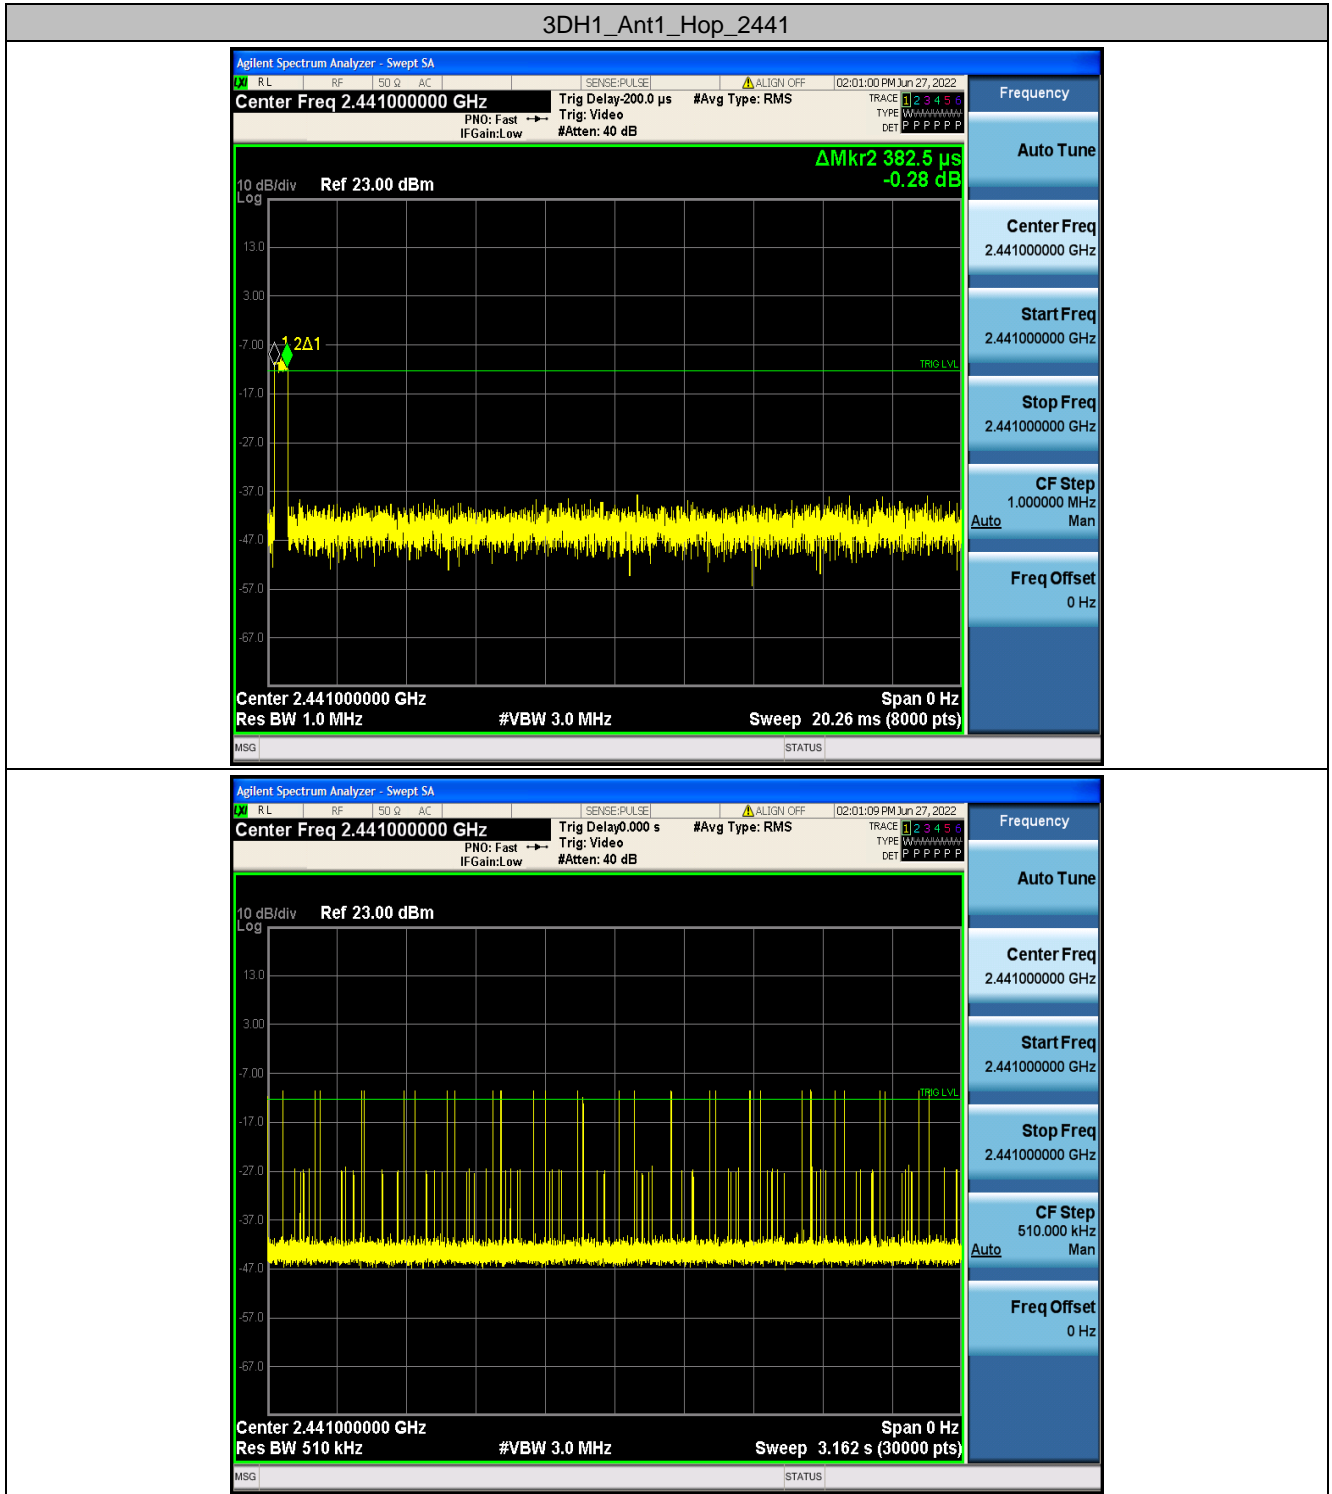 3DH1_Ant1_Hop_2441
Agilent Spectrum Analyzer - Swept SA
LXI RL RF 50 Ω AC SENSE:PULSE ALIGN OFF 02:01:00 PM Jun 27, 2022
Center Freq 2.441000000 GHz Trig Delay-200.0 µs #Avg Type: RMS TRACE 1 2 3 4 5 6
PNO: Fast Trig: Video TYPE WWWWWW
IFGain:Low #Atten: 40 dB DET P P P P P P
Frequency
Auto Tune
ΔMkr2 382.5 µs
-0.28 dB
10 dB/div Ref 23.00 dBm
Log
13.0
3.00
-7.00
-17.0
-27.0
-37.0
-47.0
-57.0
-67.0
1 2Δ1
TRIG LVL
Center Freq
2.441000000 GHz
Start Freq
2.441000000 GHz
Stop Freq
2.441000000 GHz
CF Step
1.000000 MHz
Auto Man
Freq Offset
0 Hz
Center 2.441000000 GHz Span 0 Hz
Res BW 1.0 MHz #VBW 3.0 MHz Sweep 20.26 ms (8000 pts)
MSG STATUS
Agilent Spectrum Analyzer - Swept SA
LXI RL RF 50 Ω AC SENSE:PULSE ALIGN OFF 02:01:09 PM Jun 27, 2022
Center Freq 2.441000000 GHz Trig Delay0.000 s #Avg Type: RMS TRACE 1 2 3 4 5 6
PNO: Fast Trig: Video TYPE WWWWWW
IFGain:Low #Atten: 40 dB DET P P P P P P
Frequency
Auto Tune
10 dB/div Ref 23.00 dBm
Log
13.0
3.00
-7.00
-17.0
-27.0
-37.0
-47.0
-57.0
-67.0
TRIG LVL
Center Freq
2.441000000 GHz
Start Freq
2.441000000 GHz
Stop Freq
2.441000000 GHz
CF Step
510.000 kHz
Auto Man
Freq Offset
0 Hz
Center 2.441000000 GHz Span 0 Hz
Res BW 510 kHz #VBW 3.0 MHz Sweep 3.162 s (30000 pts)
MSG STATUS